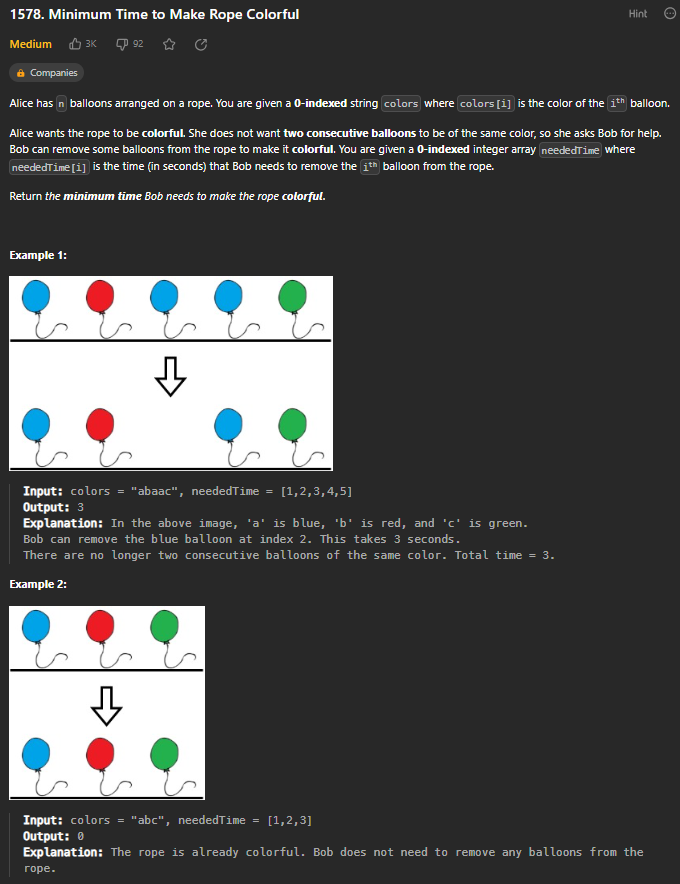 1578. Minimum Time to Make Rope Colorful
Hint
Medium 3K 92
Companies
Alice has n balloons arranged on a rope. You are given a 0-indexed string colors where colors[i] is the color of the ith balloon.
Alice wants the rope to be colorful. She does not want two consecutive balloons to be of the same color, so she asks Bob for help.
Bob can remove some balloons from the rope to make it colorful. You are given a 0-indexed integer array neededTime where
neededTime[i] is the time (in seconds) that Bob needs to remove the ith balloon from the rope.
Return the minimum time Bob needs to make the rope colorful.
Example 1:
Input: colors = "abaac", neededTime = [1,2,3,4,5]
Output: 3
Explanation: In the above image, 'a' is blue, 'b' is red, and 'c' is green.
Bob can remove the blue balloon at index 2. This takes 3 seconds.
There are no longer two consecutive balloons of the same color. Total time = 3.
Example 2:
Input: colors = "abc", neededTime = [1,2,3]
Output: 0
Explanation: The rope is already colorful. Bob does not need to remove any balloons from the
rope.